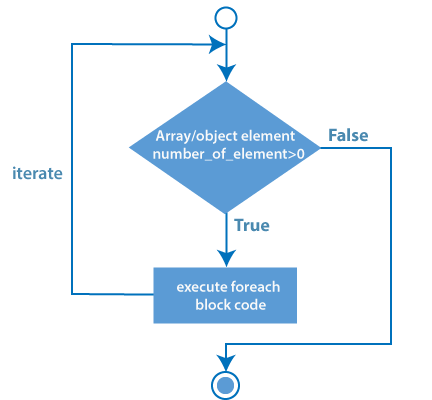 Array/object element
number_of_element>0
False
iterate
True
execute foreach
block code